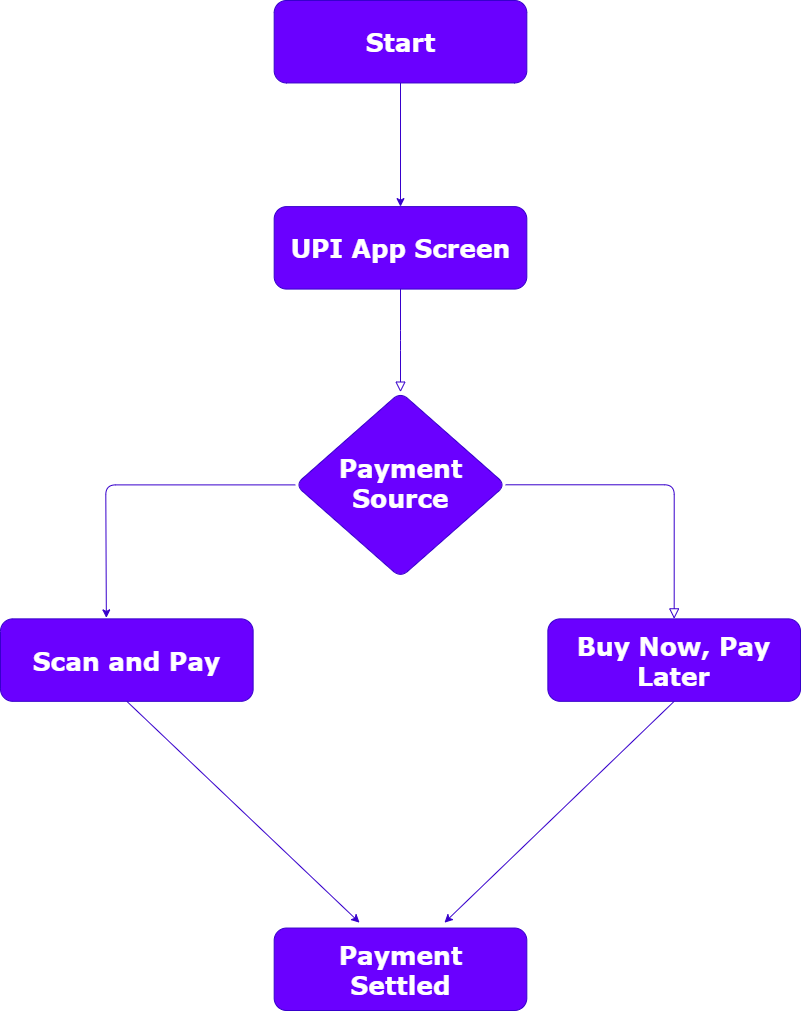 Start
UPI App Screen
Payment
Source
Scan and Pay
Buy Now, Pay
Later
Payment
Settled